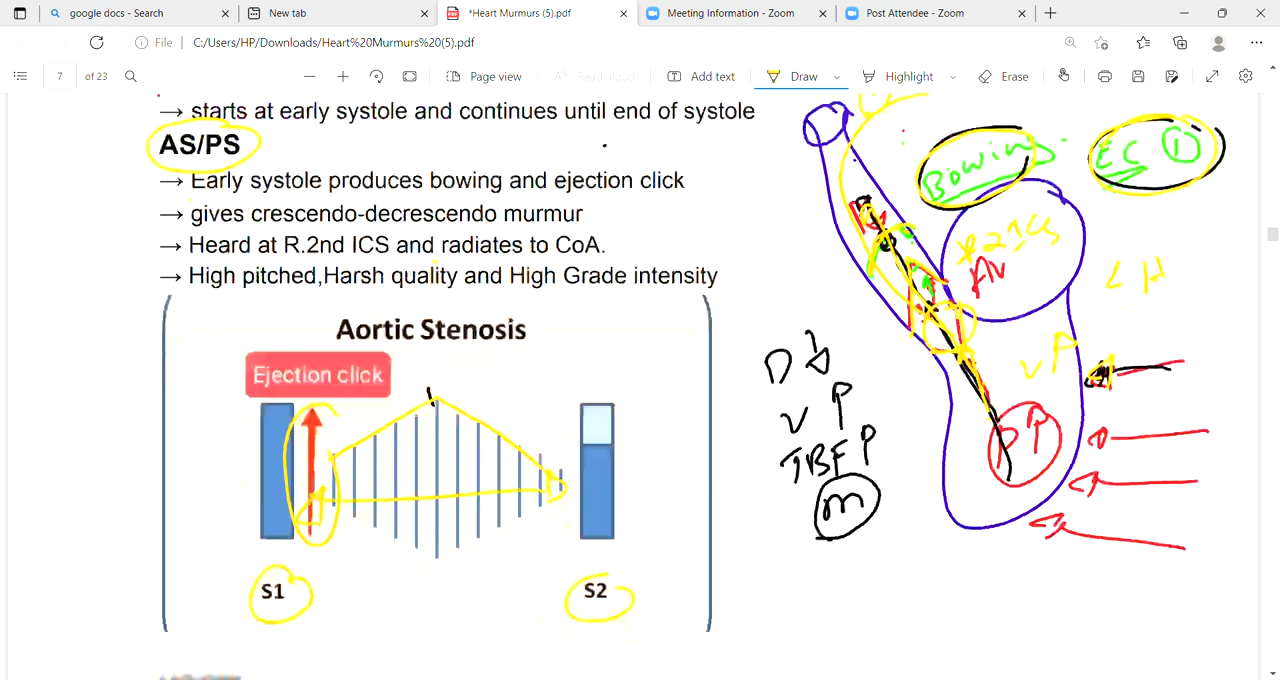 google docs - Search
New tab
*Heart Murmurs (5).pdf
Meeting Information - Zoom
Post Attendee - Zoom
File
C:/Users/HP/Downloads/Heart%20Murmurs%20(5).pdf
7 of 23
Page view
Read aloud
Add text
Draw
Highlight
Erase
→ starts at early systole and continues until end of systole
AS/PS
→ Early systole produces bowing and ejection click
→ gives crescendo-decrescendo murmur
→ Heard at R.2nd ICS and radiates to CoA.
→ High pitched,Harsh quality and High Grade intensity
Aortic Stenosis
Ejection click
S1
S2
Bowing
EC ①
AV
D↓
V P
TBF P
m